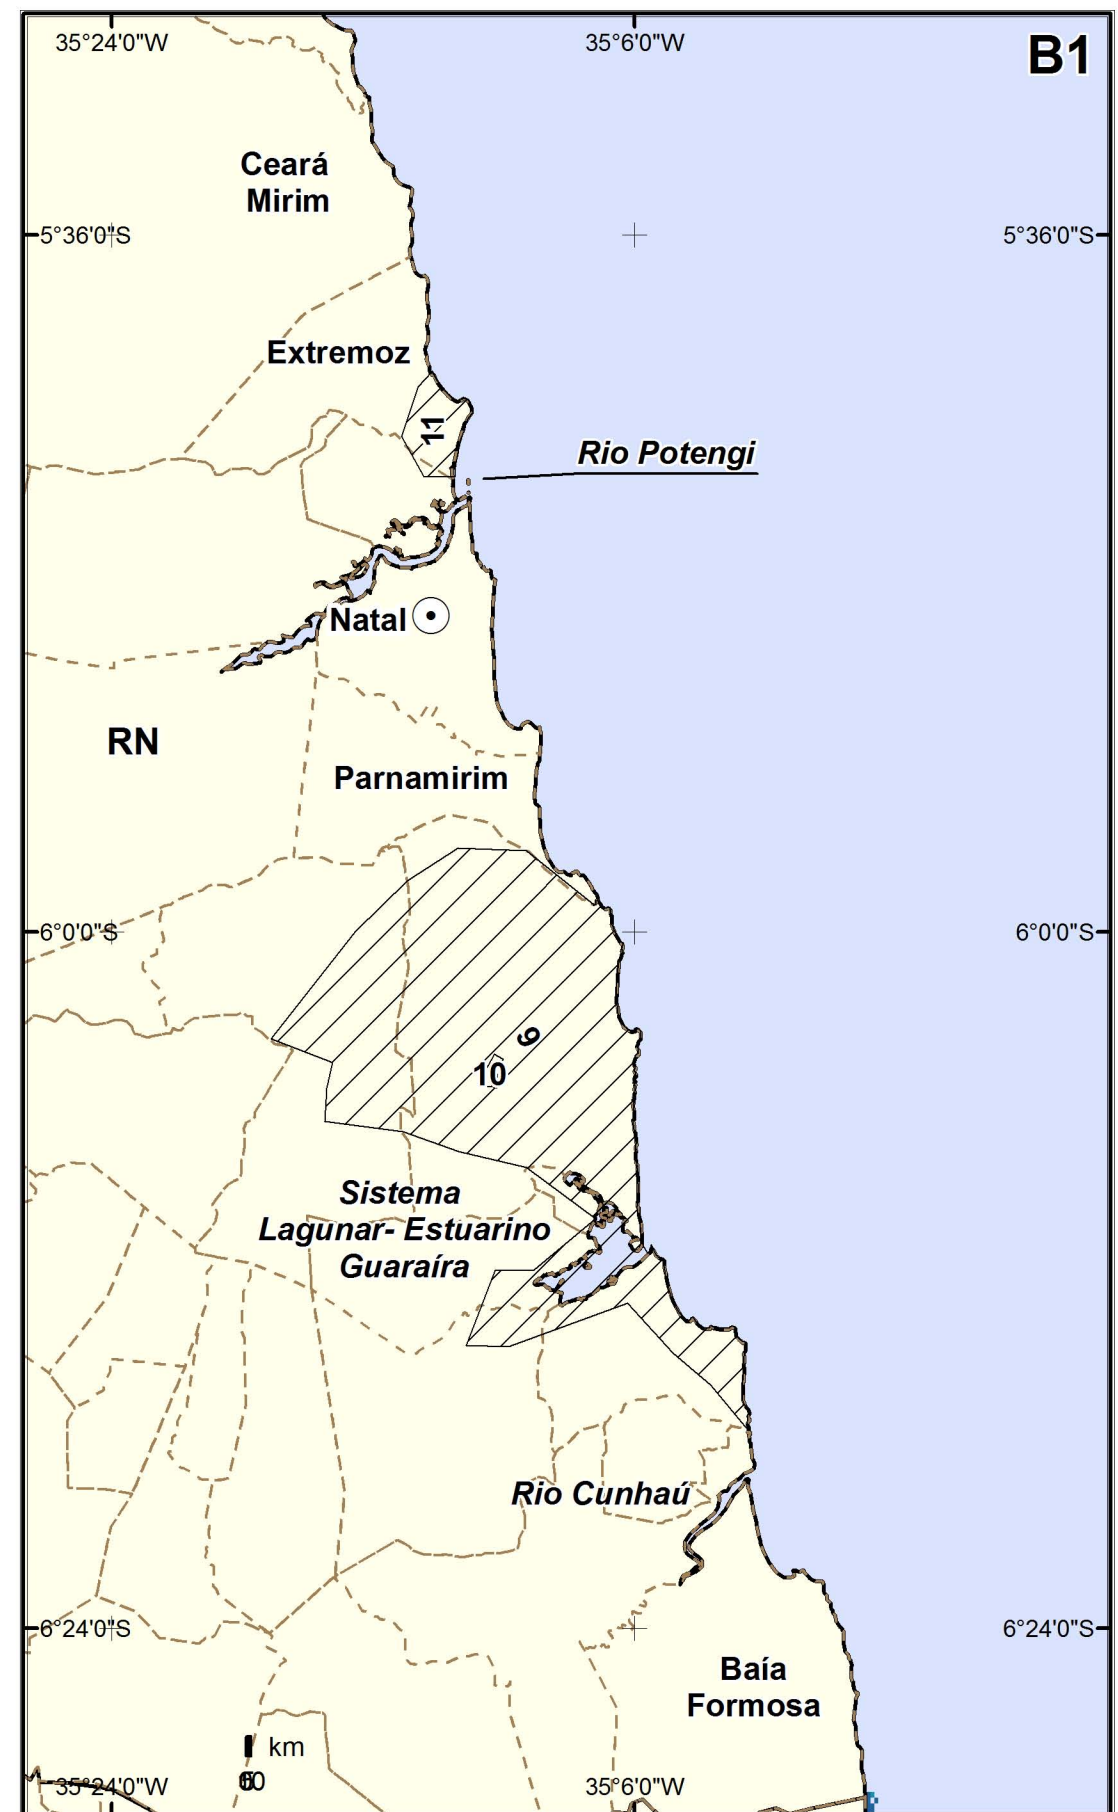 35°24'0"W
35°6'0"W
B1
Ceará
Mirim
5°36'0"S
5°36'0"S
Extremoz
11
Rio Potengi
Natal
RN
Parnamirim
6°0'0"S
6°0'0"S
9
10
Sistema
Lagunar- Estuarino
Guaraíra
Rio Cunhaú
6°24'0"S
6°24'0"S
Baía
Formosa
km
35°24'0"W
35°6'0"W